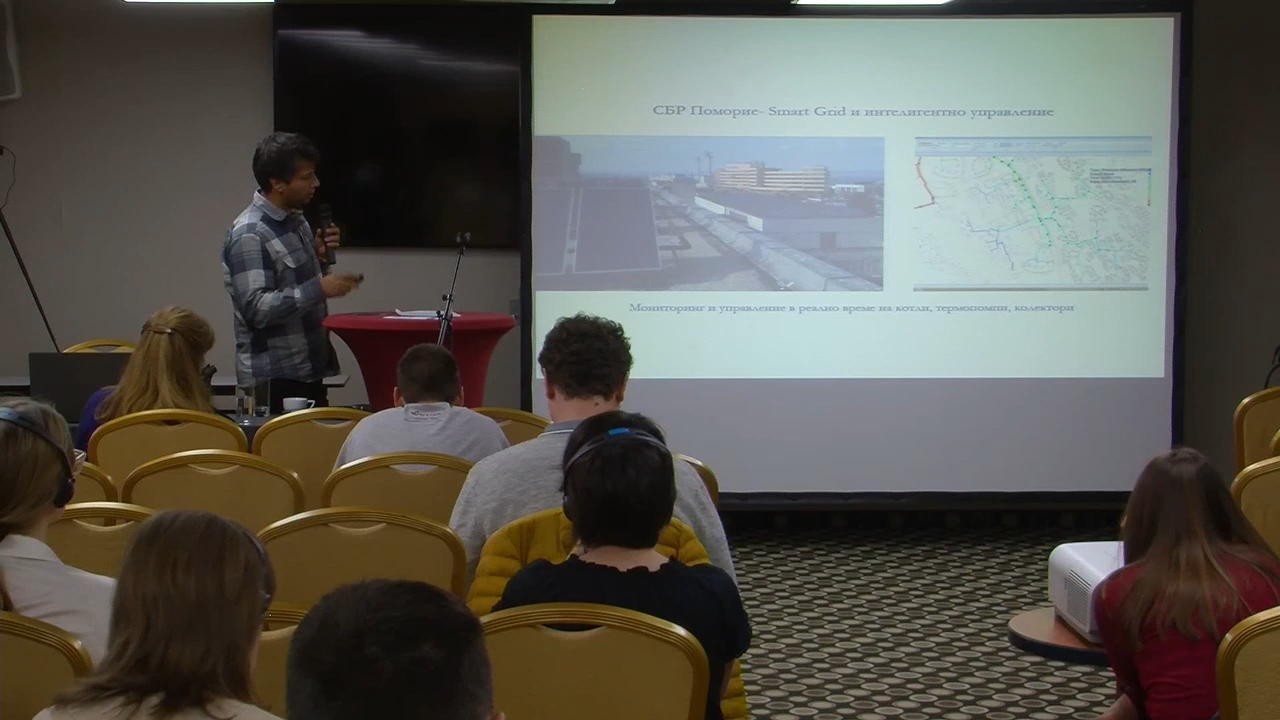 СБР Поморие- Smart Grid и интелигентно управление
Мониторинг и управление в реално време на котли, термопомпи, колектори